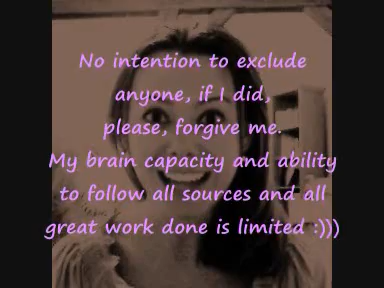 No intention to exclude
anyone, if I did,
please, forgive me.
My brain capacity and ability
to follow all sources and all
great work done is limited :)))